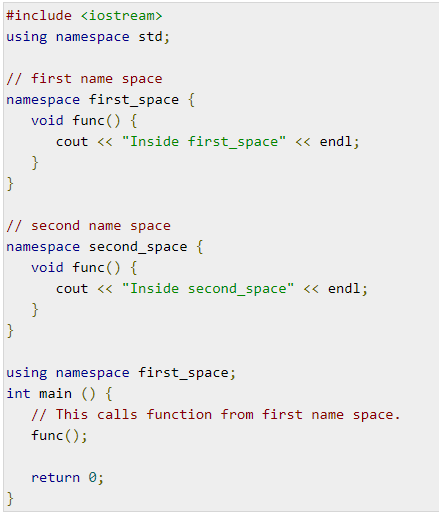 #include <iostream>
using namespace std;

// first name space
namespace first_space {
   void func() {
      cout << "Inside first_space" << endl;
   }
}

// second name space
namespace second_space {
   void func() {
      cout << "Inside second_space" << endl;
   }
}

using namespace first_space;
int main () {
   // This calls function from first name space.
   func();

   return 0;
}